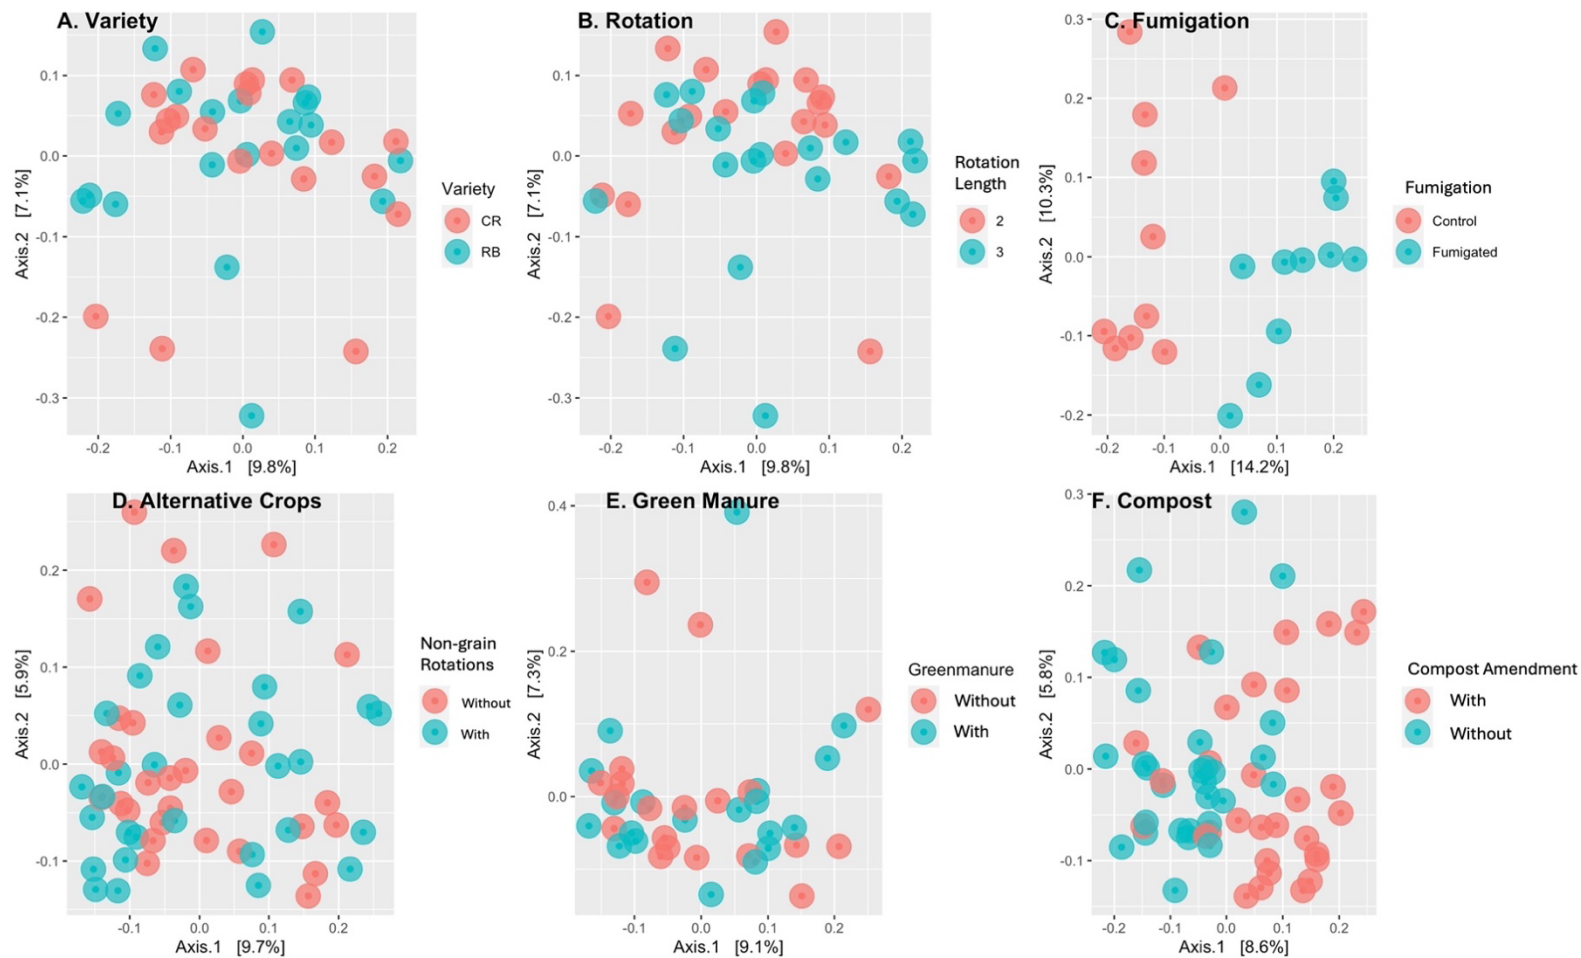 A. Variety
0.1
0.0
-0.1
-0.2
-0.3
Axis.2 [7.1%]
-0.2 -0.1 0.0 0.1 0.2
Axis.1 [9.8%]
Variety
CR
RB
B. Rotation
0.1
0.0
-0.1
-0.2
-0.3
Axis.2 [7.1%]
-0.2 -0.1 0.0 0.1 0.2
Axis.1 [9.8%]
Rotation
Length
2
3
C. Fumigation
0.3
0.2
0.1
0.0
-0.1
-0.2
Axis.2 [10.3%]
-0.2 -0.1 0.0 0.1 0.2
Axis.1 [14.2%]
Fumigation
Control
Fumigated
D. Alternative Crops
0.2
0.1
0.0
-0.1
Axis.2 [5.9%]
-0.1 0.0 0.1 0.2
Axis.1 [9.7%]
Non-grain
Rotations
Without
With
E. Green Manure
0.4
0.2
0.0
Axis.2 [7.3%]
-0.1 0.0 0.1 0.2
Axis.1 [9.1%]
Greenmanure
Without
With
F. Compost
0.3
0.2
0.1
0.0
-0.1
Axis.2 [5.8%]
-0.2 -0.1 0.0 0.1 0.2
Axis.1 [8.6%]
Compost Amendment
With
Without